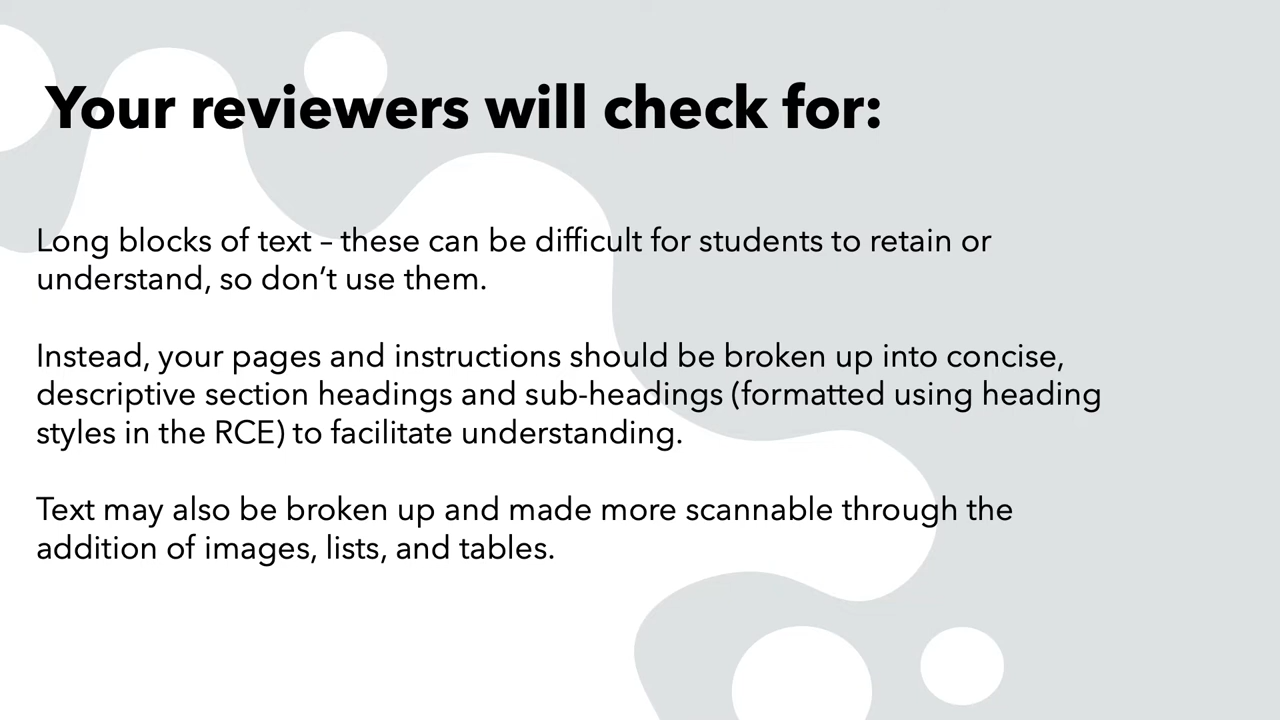 Your reviewers will check for:
Long blocks of text – these can be difficult for students to retain or
understand, so don’t use them.
Instead, your pages and instructions should be broken up into concise,
descriptive section headings and sub-headings (formatted using heading
styles in the RCE) to facilitate understanding.
Text may also be broken up and made more scannable through the
addition of images, lists, and tables.